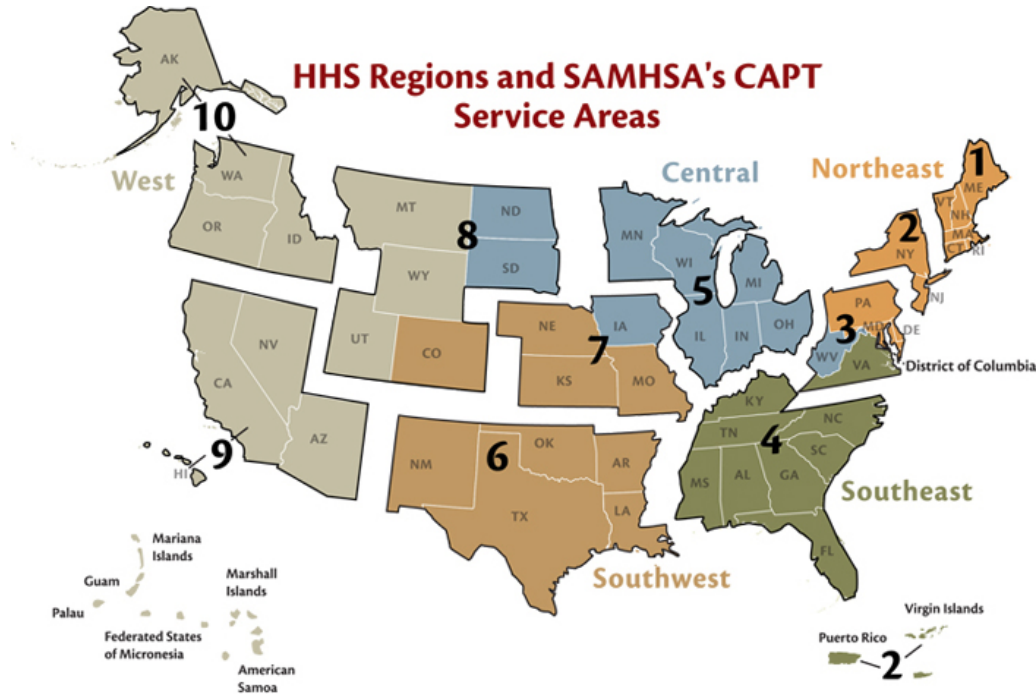 HHS Regions and SAMHSA's CAPT
Service Areas
AK
10
West
WA
OR
ID
MT
ND
8
SD
WY
UT
CO
Central
MN
WI
5
MI
IL
IN
OH
Northeast
1
ME
VT
NH
MA
CT
RI
2
NY
NJ
PA
3
MD
DE
WV
VA
District of Columbia
NE
IA
7
KS
MO
NV
CA
AZ
9
HI
NM
6
OK
AR
TX
LA
Southwest
KY
TN
4
NC
SC
MS
AL
GA
FL
Southeast
Mariana
Islands
Guam
Palau
Marshall
Islands
Federated States
of Micronesia
American
Samoa
Virgin Islands
Puerto Rico
2